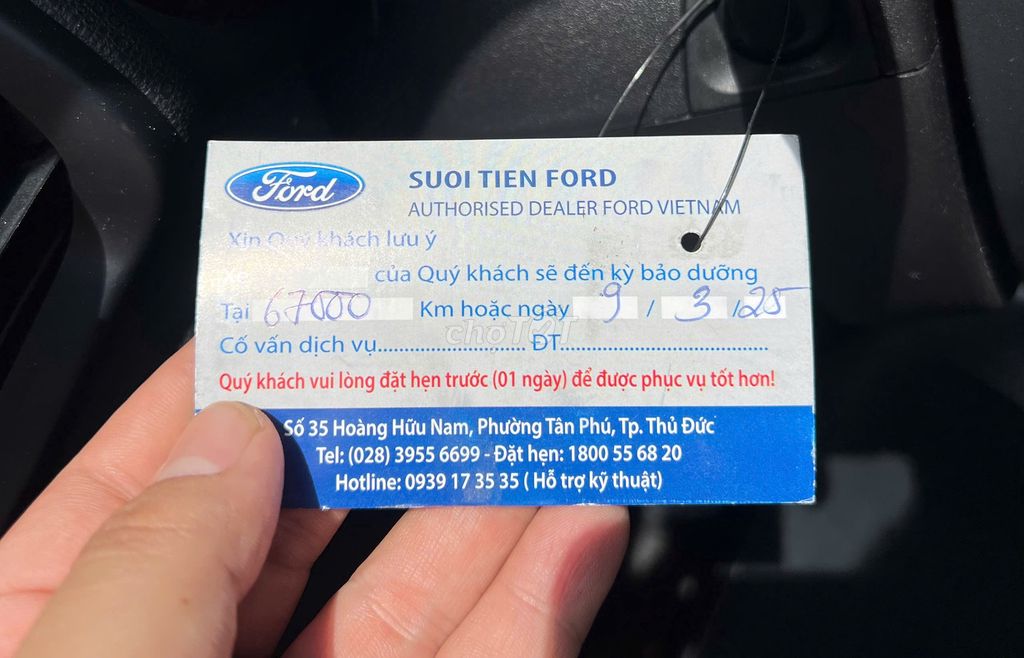 Ford
SUOI TIEN FORD
AUTHORISED DEALER FORD VIETNAM
Xin Quý khách lưu ý
Xe của Quý khách sẽ đến kỳ bảo dưỡng
Tại 67000 Km hoặc ngày 9 / 3 / 25
chợTỐT
Cố vấn dịch vụ.......................... ĐT.....................................
Quý khách vui lòng đặt hẹn trước (01 ngày) để được phục vụ tốt hơn!
Số 35 Hoàng Hữu Nam, Phường Tân Phú, Tp. Thủ Đức
Tel: (028) 3955 6699 - Đặt hẹn: 1800 55 68 20
Hotline: 0939 17 35 35 ( Hỗ trợ kỹ thuật)